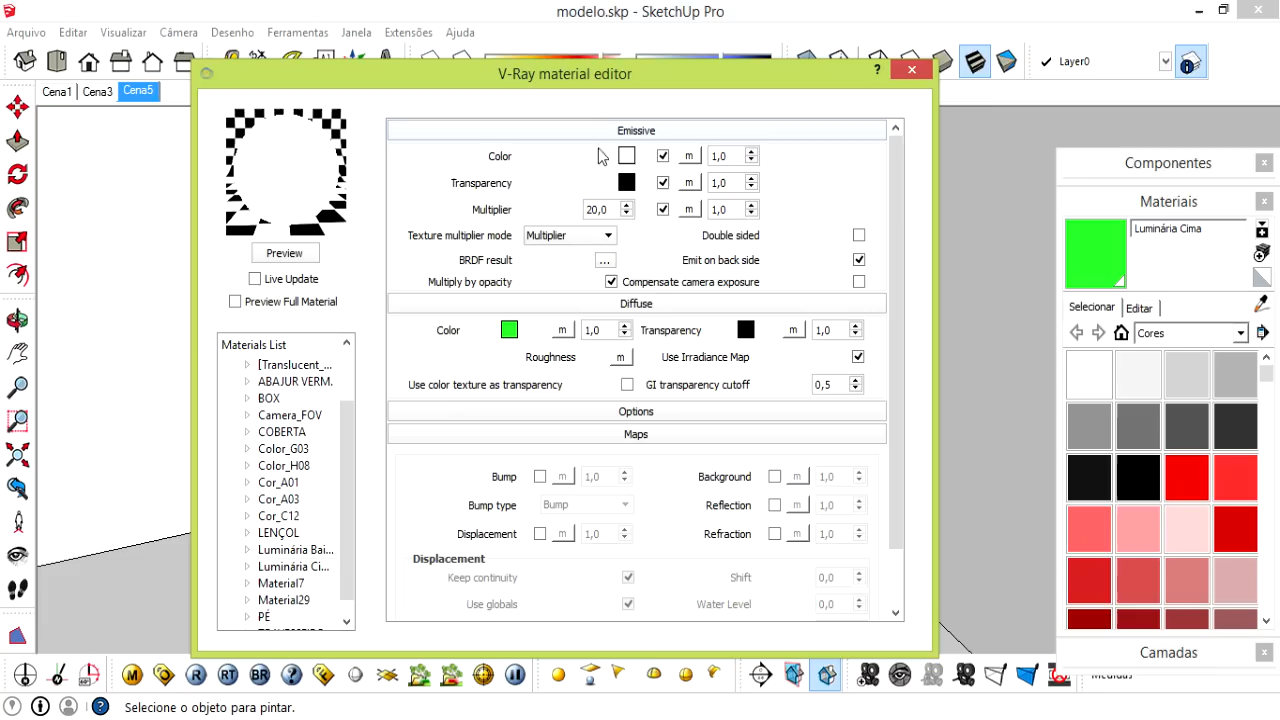 modelo.skp - SketchUp Pro
Arquivo Editar Visualizar Câmera Desenho Ferramentas Janela Extensões Ajuda
Layer0
Cena1 Cena3 Cena5
V-Ray material editor
?
Preview
Live Update
Preview Full Material
Materials List
[Translucent_...
ABAJUR VERM.
BOX
Camera_FOV
COBERTA
Color_G03
Color_H08
Cor_A01
Cor_A03
Cor_C12
LENÇOL
Luminária Bai...
Luminária Ci...
Material7
Material29
PÉ
Emissive
Color m 1,0
Transparency m 1,0
Multiplier 20,0 m 1,0
Texture multiplier mode Multiplier Double sided
BRDF result ... Emit on back side
Multiply by opacity Compensate camera exposure
Diffuse
Color m 1,0 Transparency m 1,0
Roughness m Use Irradiance Map
Use color texture as transparency GI transparency cutoff 0,5
Options
Maps
Bump m 1,0 Background m 1,0
Bump type Bump Reflection m 1,0
Displacement m 1,0 Refraction m 1,0
Displacement
Keep continuity Shift 0,0
Use globals Water Level 0,0
Componentes
Materiais
Luminária Cima
Selecionar Editar
Cores
Camadas
M R RT BR
Selecione o objeto para pintar.